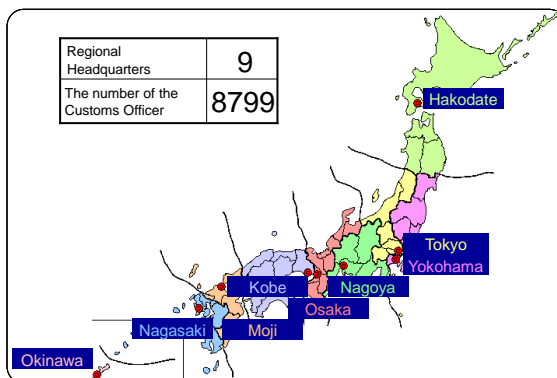 Regional
Headquarters
9
The number of the
Customs Officer
8799
Hakodate
Tokyo
Yokohama
Kobe
Nagoya
Osaka
Nagasaki
Moji
Okinawa